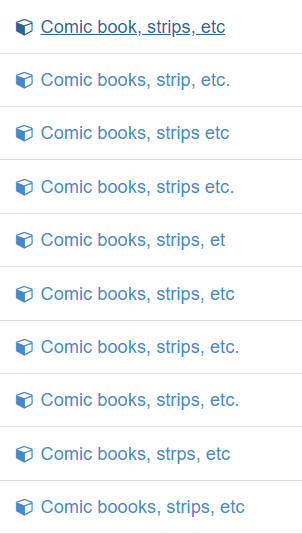 Comic book, strips, etc
Comic books, strip, etc.
Comic books, strips etc
Comic books, strips etc.
Comic books, strips, et
Comic books, strips, etc
Comic books, strips, etc.
Comic books, strips, etc.
Comic books, strps, etc
Comic boooks, strips, etc